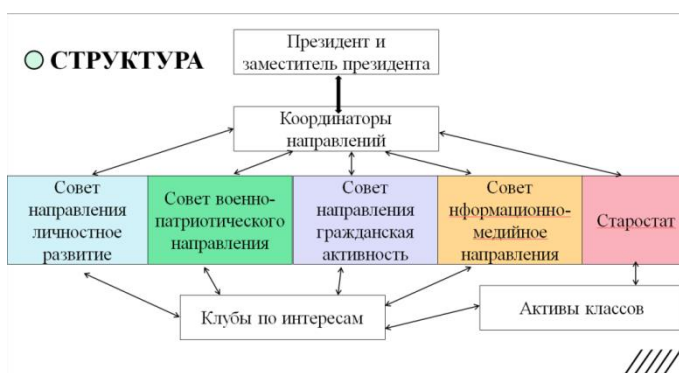 СТРУКТУРА
Президент и
заместитель президента
Координаторы
направлений
Совет
направления
личностное
развитие
Совет военно-
патриотического
направления
Совет
направления
гражданская
активность
Совет
нформационно-
медийное
направления
Старостат
Клубы по интересам
Активы классов